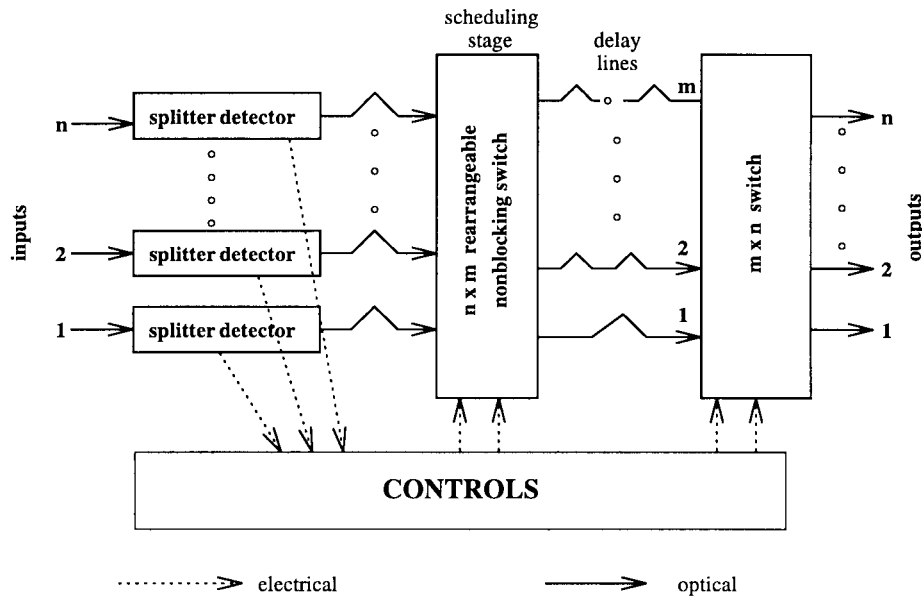 scheduling
stage
delay
lines
inputs
n
splitter detector
2
splitter detector
1
splitter detector
n x m rearrangeable
nonblocking switch
m
2
1
m x n switch
n
2
1
outputs
CONTROLS
electrical
optical